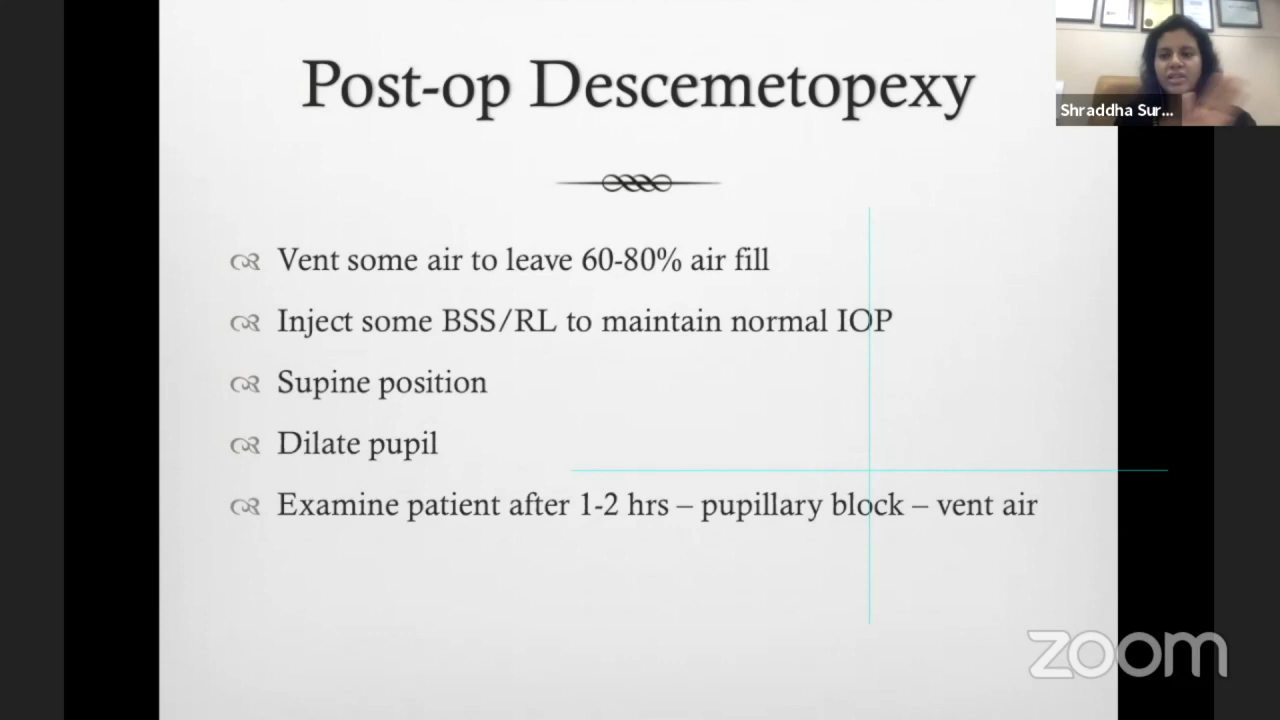 Post-op Descemetopexy
Shraddha Sur...
Vent some air to leave 60-80% air fill
Inject some BSS/RL to maintain normal IOP
Supine position
Dilate pupil
Examine patient after 1-2 hrs – pupillary block – vent air
zoom